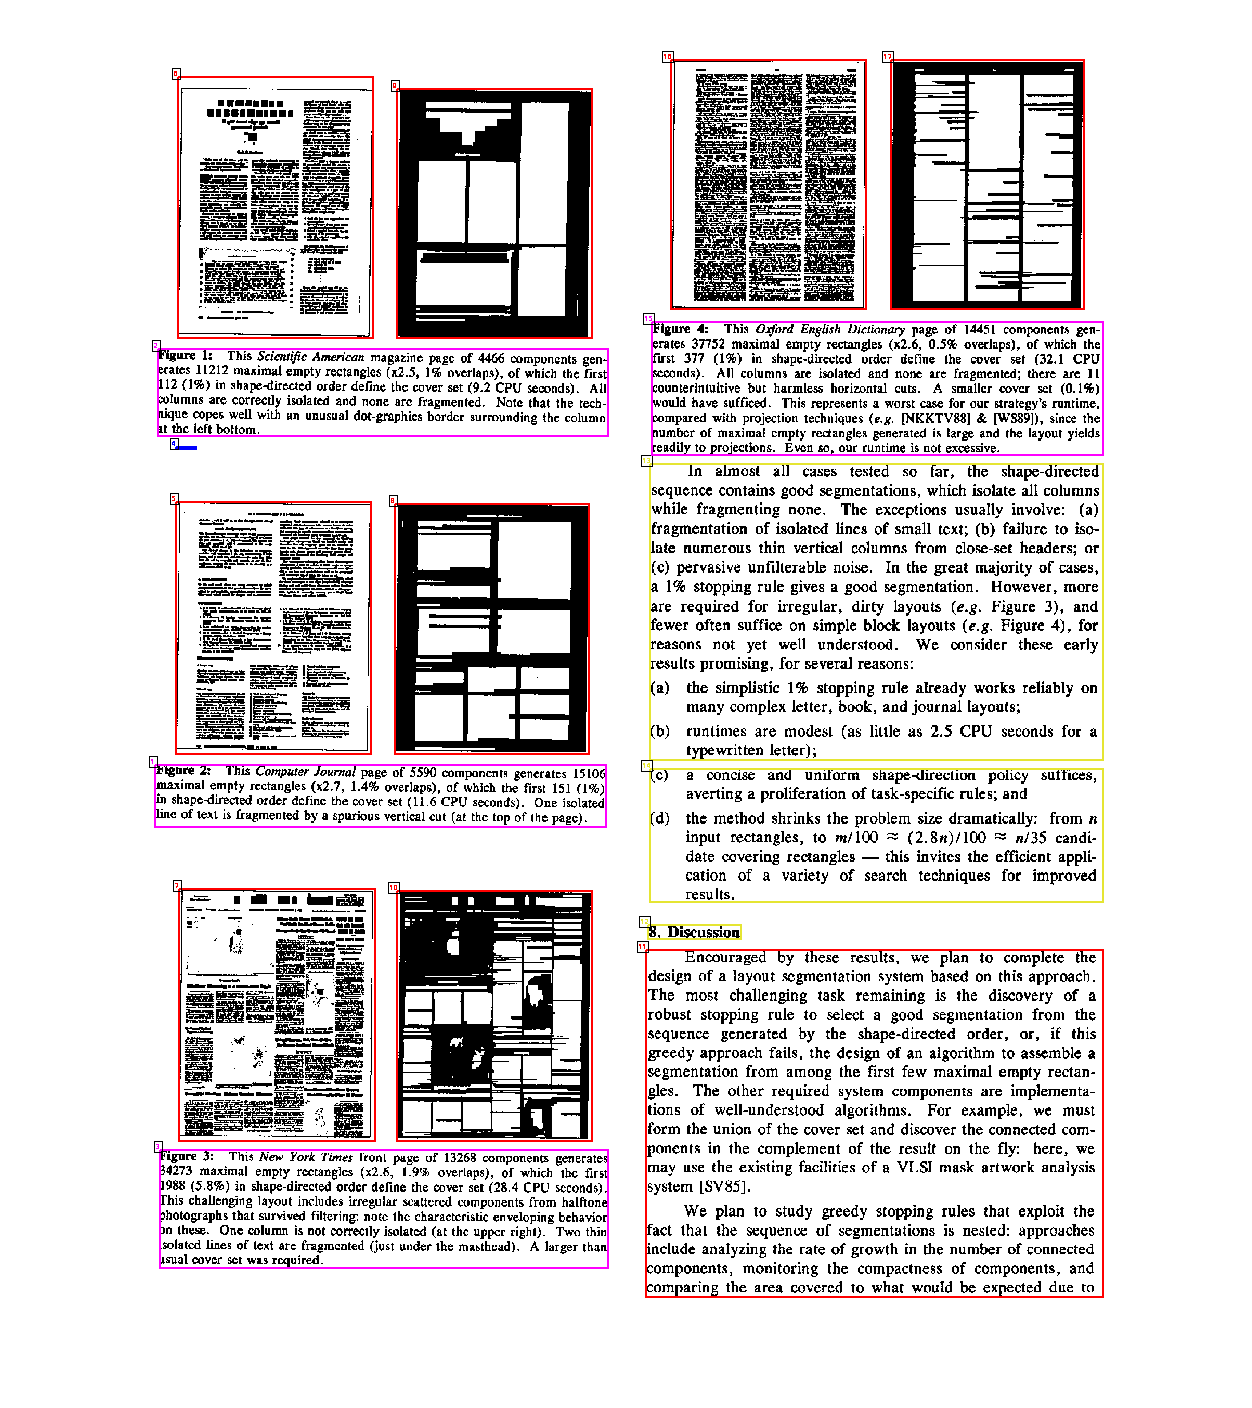 Figure 1: This Scientific American magazine page of 4466 components gen-
erates 11212 maximal empty rectangles (x2.5, 1% overlaps), of which the first
112 (1%) in shape-directed order define the cover set (9.2 CPU seconds). All
columns are correctly isolated and none are fragmented. Note that the tech-
nique copes well with an unusual dot-graphics border surrounding the column
at the left bottom.
Figure 2: This Computer Journal page of 5590 components generates 15106
maximal empty rectangles (x2.7, 1.4% overlaps), of which the first 151 (1%)
in shape-directed order define the cover set (11.6 CPU seconds). One isolated
line of text is fragmented by a spurious vertical cut (at the top of the page).
Figure 3: This New York Times front page of 13268 components generates
34273 maximal empty rectangles (x2.6, 1.9% overlaps), of which the first
1988 (5.8%) in shape-directed order define the cover set (28.4 CPU seconds).
This challenging layout includes irregular scattered components from halftone
photographs that survived filtering: note the characteristic enveloping behavior
on these. One column is not correctly isolated (at the upper right). Two thin
isolated lines of text are fragmented (just under the masthead). A larger than
usual cover set was required.
Figure 4: This Oxford English Dictionary page of 14451 components gen-
erates 37752 maximal empty rectangles (x2.6, 0.5% overlaps), of which the
first 377 (1%) in shape-directed order define the cover set (32.1 CPU
seconds). All columns are isolated and none are fragmented; there are 11
counterintuitive but harmless horizontal cuts. A smaller cover set (0.1%)
would have sufficed. This represents a worst case for our strategy's runtime,
compared with projection techniques (e.g. [NKKTV88] & [WS89]), since the
number of maximal empty rectangles generated is large and the layout yields
readily to projections. Even so, our runtime is not excessive.
In almost all cases tested so far, the shape-directed
sequence contains good segmentations, which isolate all columns
while fragmenting none. The exceptions usually involve: (a)
fragmentation of isolated lines of small text; (b) failure to iso-
late numerous thin vertical columns from close-set headers; or
(c) pervasive unfilterable noise. In the great majority of cases,
a 1% stopping rule gives a good segmentation. However, more
are required for irregular, dirty layouts (e.g. Figure 3), and
fewer often suffice on simple block layouts (e.g. Figure 4), for
reasons not yet well understood. We consider these early
results promising, for several reasons:
(a) the simplistic 1% stopping rule already works reliably on
many complex letter, book, and journal layouts;
(b) runtimes are modest (as little as 2.5 CPU seconds for a
typewritten letter);
(c) a concise and uniform shape-direction policy suffices,
averting a proliferation of task-specific rules; and
(d) the method shrinks the problem size dramatically: from n
input rectangles, to m/100 ≈ (2.8n)/100 ≈ n/35 candi-
date covering rectangles — this invites the efficient appli-
cation of a variety of search techniques for improved
results.
8. Discussion
Encouraged by these results, we plan to complete the
design of a layout segmentation system based on this approach.
The most challenging task remaining is the discovery of a
robust stopping rule to select a good segmentation from the
sequence generated by the shape-directed order, or, if this
greedy approach fails, the design of an algorithm to assemble a
segmentation from among the first few maximal empty rectan-
gles. The other required system components are implementa-
tions of well-understood algorithms. For example, we must
form the union of the cover set and discover the connected com-
ponents in the complement of the result on the fly: here, we
may use the existing facilities of a VLSI mask artwork analysis
system [SV85].
We plan to study greedy stopping rules that exploit the
fact that the sequence of segmentations is nested: approaches
include analyzing the rate of growth in the number of connected
components, monitoring the compactness of components, and
comparing the area covered to what would be expected due to